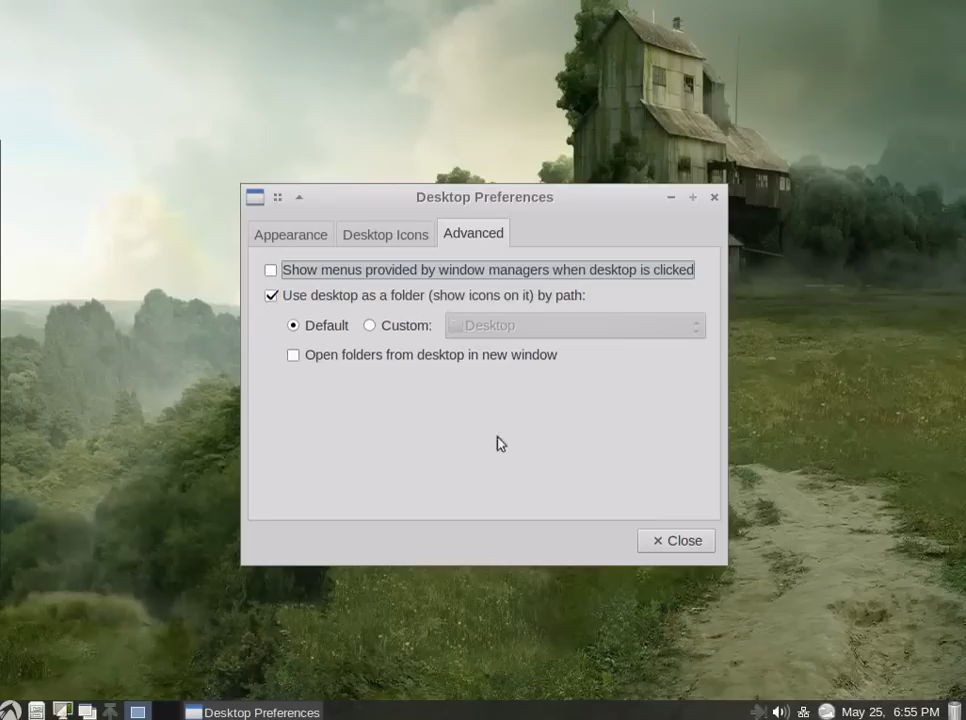 Desktop Preferences
Appearance
Desktop Icons
Advanced
Show menus provided by window managers when desktop is clicked
Use desktop as a folder (show icons on it) by path:
Default
Custom:
Desktop
Open folders from desktop in new window
Close
Desktop Preferences
May 25, 6:55 PM